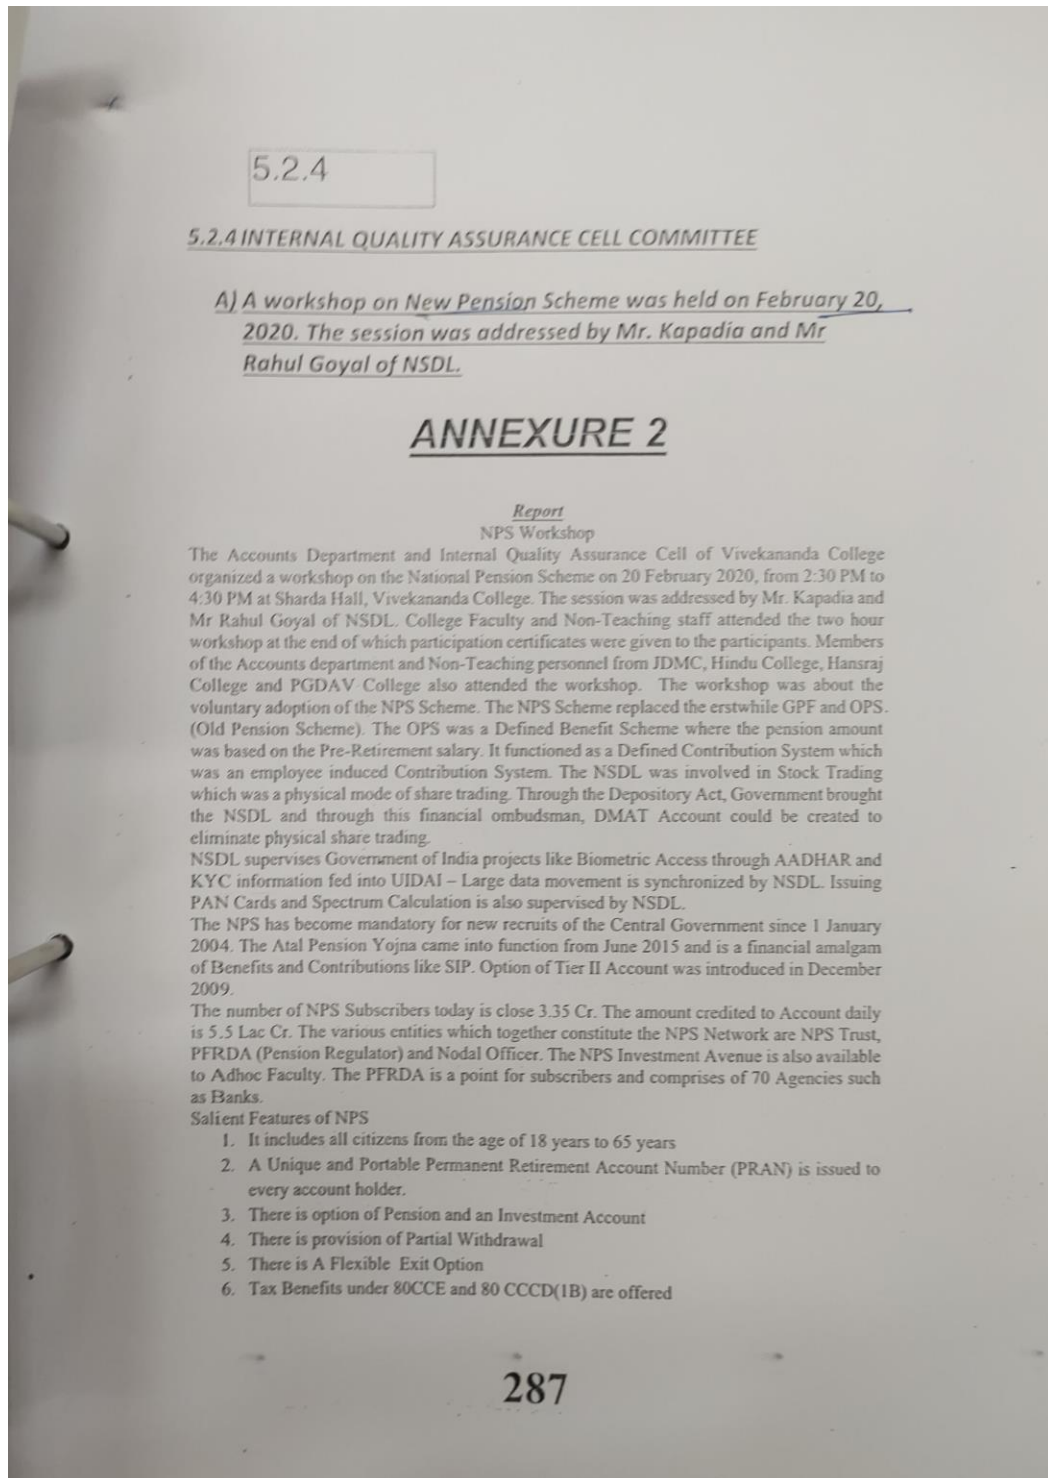 5.2.4
5.2.4 INTERNAL QUALITY ASSURANCE CELL COMMITTEE
A) A workshop on New Pension Scheme was held on February 20,
2020. The session was addressed by Mr. Kapadia and Mr
Rahul Goyal of NSDL.
ANNEXURE 2
Report
NPS Workshop
The Accounts Department and Internal Quality Assurance Cell of Vivekananda College
organized a workshop on the National Pension Scheme on 20 February 2020, from 2:30 PM to
4:30 PM at Sharda Hall, Vivekananda College. The session was addressed by Mr. Kapadia and
Mr Rahul Goyal of NSDL. College Faculty and Non-Teaching staff attended the two hour
workshop at the end of which participation certificates were given to the participants. Members
of the Accounts department and Non-Teaching personnel from JDMC, Hindu College, Hansraj
College and PGDAV College also attended the workshop. The workshop was about the
voluntary adoption of the NPS Scheme. The NPS Scheme replaced the erstwhile GPF and OPS.
(Old Pension Scheme). The OPS was a Defined Benefit Scheme where the pension amount
was based on the Pre-Retirement salary. It functioned as a Defined Contribution System which
was an employee induced Contribution System. The NSDL was involved in Stock Trading
which was a physical mode of share trading. Through the Depository Act, Government brought
the NSDL and through this financial ombudsman, DMAT Account could be created to
eliminate physical share trading.
NSDL supervises Government of India projects like Biometric Access through AADHAR and
KYC information fed into UIDAI – Large data movement is synchronized by NSDL. Issuing
PAN Cards and Spectrum Calculation is also supervised by NSDL.
The NPS has become mandatory for new recruits of the Central Government since 1 January
2004. The Atal Pension Yojna came into function from June 2015 and is a financial amalgam
of Benefits and Contributions like SIP. Option of Tier II Account was introduced in December
2009.
The number of NPS Subscribers today is close 3.35 Cr. The amount credited to Account daily
is 5.5 Lac Cr. The various entities which together constitute the NPS Network are NPS Trust,
PFRDA (Pension Regulator) and Nodal Officer. The NPS Investment Avenue is also available
to Adhoc Faculty. The PFRDA is a point for subscribers and comprises of 70 Agencies such
as Banks.
Salient Features of NPS
1. It includes all citizens from the age of 18 years to 65 years
2. A Unique and Portable Permanent Retirement Account Number (PRAN) is issued to
every account holder.
3. There is option of Pension and an Investment Account
4. There is provision of Partial Withdrawal
5. There is A Flexible Exit Option
6. Tax Benefits under 80CCE and 80 CCCD(1B) are offered
287